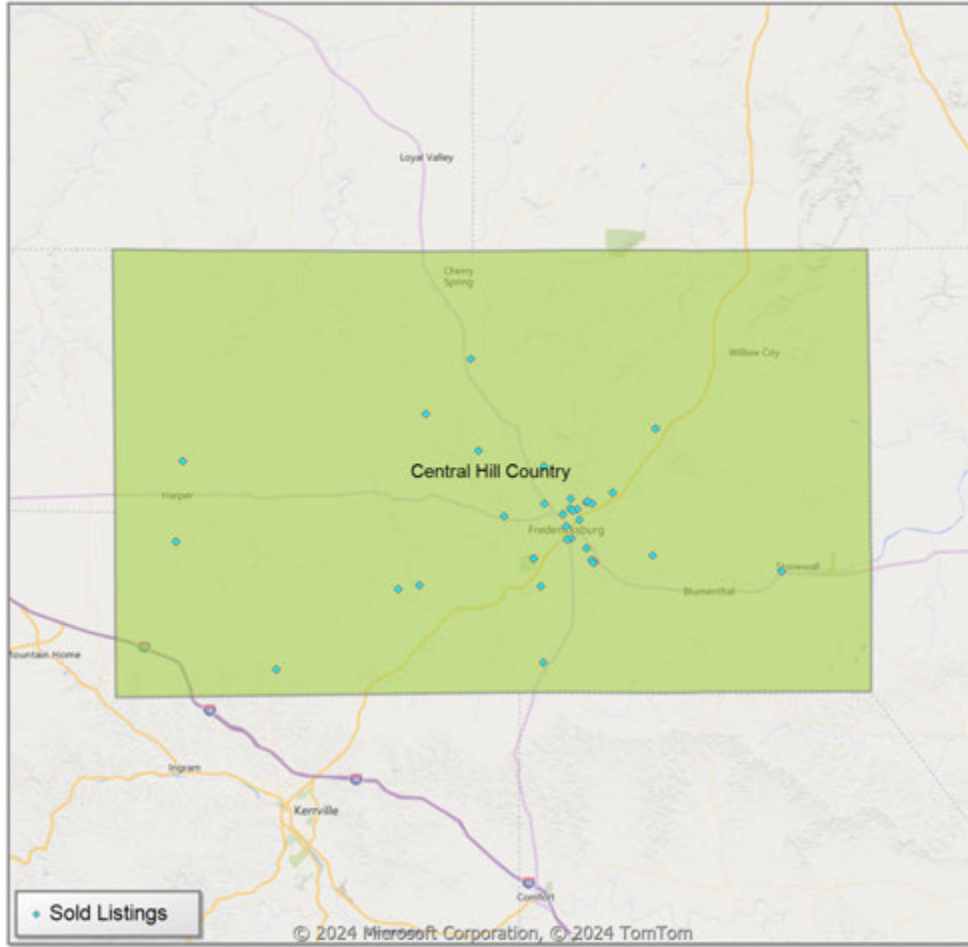 Loyal Valley
Cherry
Spring
Willow City
Central Hill Country
Harper
Fredericksburg
Stonewall
Blumenthal
Mountain Home
Ingram
Kerrville
Comfort
Sold Listings
© 2024 Microsoft Corporation, © 2024 TomTom